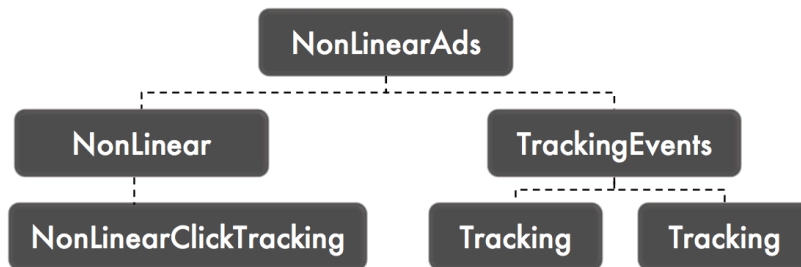 NonLinearAds
NonLinear
TrackingEvents
NonLinearClickTracking
Tracking
Tracking